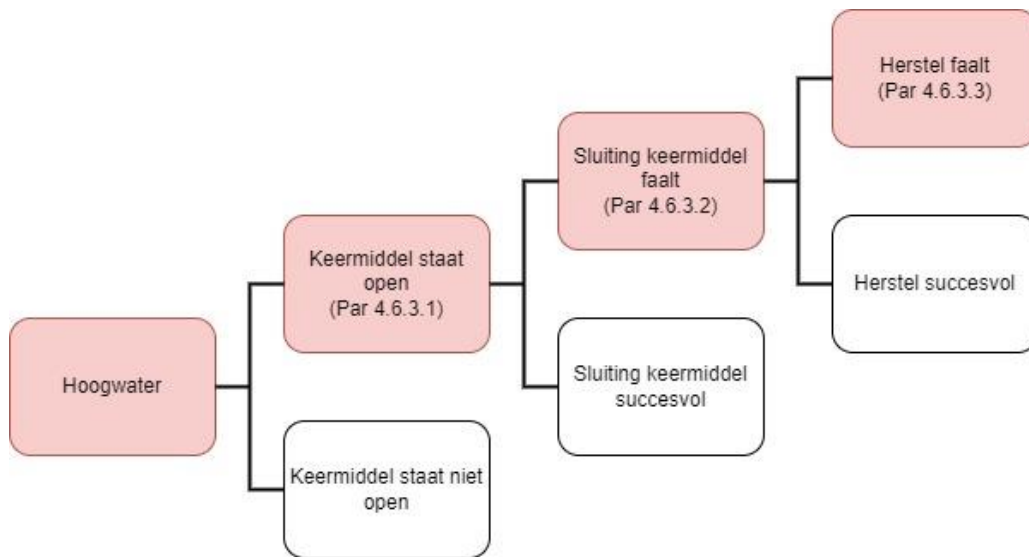 Herstel faalt
(Par 4.6.3.3)
Sluiting keermiddel
faalt
(Par 4.6.3.2)
Herstel succesvol
Keermiddel staat
open
(Par 4.6.3.1)
Sluiting keermiddel
succesvol
Hoogwater
Keermiddel staat niet
open